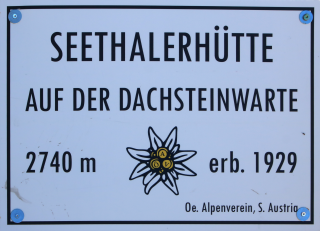 SEETHALERHÜTTE
AUF DER DACHSTEINWARTE
2740 m erb. 1929
Oe. Alpenverein, S. Austria